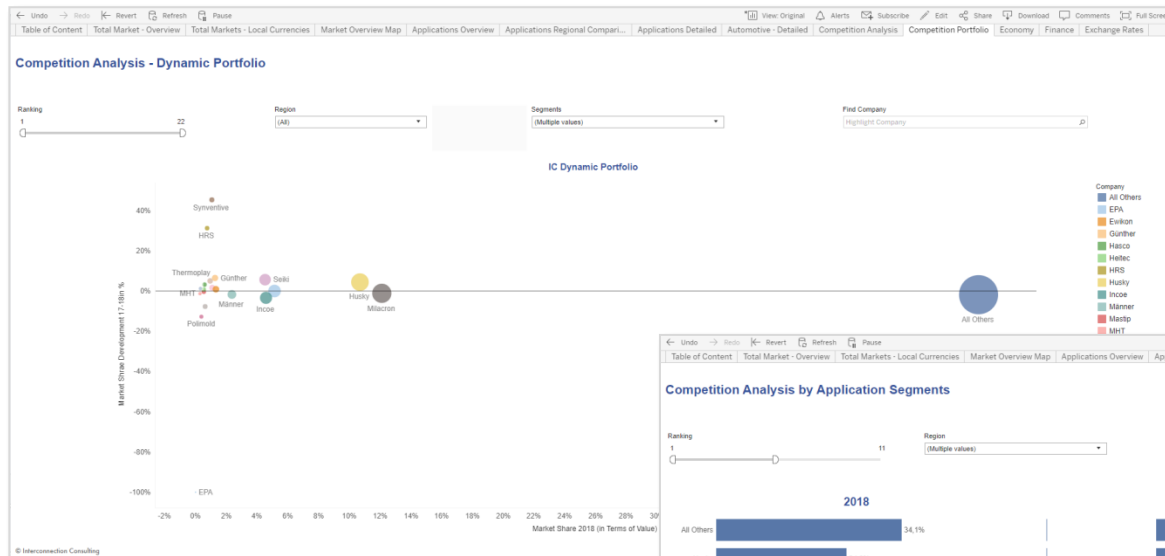 ← Undo → Redo Revert Refresh Pause View: Original Alerts Subscribe Edit Share Download Comments Full Scree
Table of Content Total Market - Overview Total Markets - Local Currencies Market Overview Map Applications Overview Applications Regional Compari... Applications Detailed Automotive - Detailed Competition Analysis Competition Portfolio Economy Finance Exchange Rates
Competition Analysis - Dynamic Portfolio
Ranking Region Segments Find Company
1 22 (All) (Multiple values) Highlight Company
IC Dynamic Portfolio
Company
All Others
EPA
Ewikon
Günther
Hasco
Heitec
HRS
Husky
Incoe
Männer
Mastip
MHT
Market Shrae Development 17-18in %
40%
20%
0%
-20%
-40%
-60%
-80%
-100%
Synventive
HRS
Thermoplay
Günther
Seiki
MHT
Männer
Incoe
Husky
Milacron
All Others
Polimold
EPA
-2% 0% 2% 4% 6% 8% 10% 12% 14% 16% 18% 20% 22% 24% 26% 28% 30%
Market Share 2018 (in Terms of Value)
© Interconnection Consulting
← Undo → Redo Revert Refresh Pause
Table of Content Total Market - Overview Total Markets - Local Currencies Market Overview Map Applications Overview Ap
Competition Analysis by Application Segments
Ranking Region
1 11 (Multiple values)
2018
All Others 34,1%